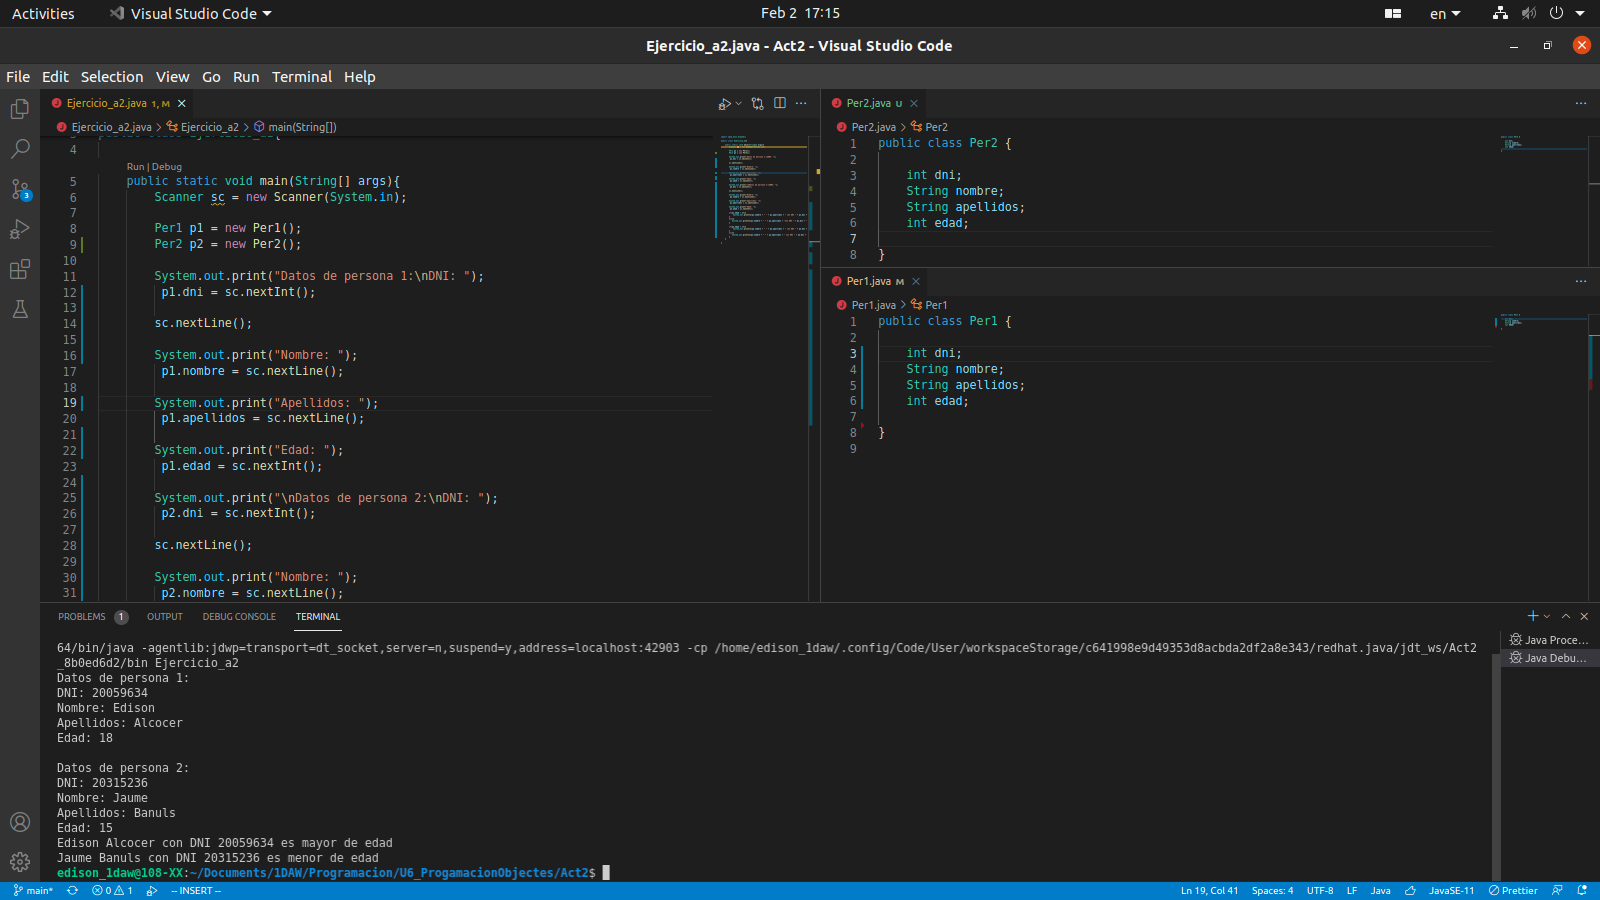 Activities
Visual Studio Code
Feb 2 17:15
en
Ejercicio_a2.java - Act2 - Visual Studio Code
File Edit Selection View Go Run Terminal Help
3
Ejercicio_a2.java 1, M
Ejercicio_a2.java > Ejercicio_a2 > main(String[])
4
Run | Debug
5 public static void main(String[] args){
6 Scanner sc = new Scanner(System.in);
7
8 Per1 p1 = new Per1();
9 Per2 p2 = new Per2();
10
11 System.out.print("Datos de persona 1:\nDNI: ");
12 p1.dni = sc.nextInt();
13
14 sc.nextLine();
15
16 System.out.print("Nombre: ");
17 p1.nombre = sc.nextLine();
18
19 System.out.print("Apellidos: ");
20 p1.apellidos = sc.nextLine();
21
22 System.out.print("Edad: ");
23 p1.edad = sc.nextInt();
24
25 System.out.print("\nDatos de persona 2:\nDNI: ");
26 p2.dni = sc.nextInt();
27
28 sc.nextLine();
29
30 System.out.print("Nombre: ");
31 p2.nombre = sc.nextLine();
Per2.java U
Per2.java > Per2
1 public class Per2 {
2
3 int dni;
4 String nombre;
5 String apellidos;
6 int edad;
7
8 }
Per1.java M
Per1.java > Per1
1 public class Per1 {
2
3 int dni;
4 String nombre;
5 String apellidos;
6 int edad;
7
8 }
9
PROBLEMS 1 OUTPUT DEBUG CONSOLE TERMINAL
64/bin/java -agentlib:jdwp=transport=dt_socket,server=n,suspend=y,address=localhost:42903 -cp /home/edison_1daw/.config/Code/User/workspaceStorage/c641998e9d49353d8acbda2df2a8e343/redhat.java/jdt_ws/Act2
_8b0ed6d2/bin Ejercicio_a2
Datos de persona 1:
DNI: 20059634
Nombre: Edison
Apellidos: Alcocer
Edad: 18
Datos de persona 2:
DNI: 20315236
Nombre: Jaume
Apellidos: Banuls
Edad: 15
Edison Alcocer con DNI 20059634 es mayor de edad
Jaume Banuls con DNI 20315236 es menor de edad
edison_1daw@108-XX:~/Documents/1DAW/Programacion/U6_ProgamacionObjectes/Act2$
Java Proce...
Java Debu...
main* 0 1 -- INSERT -- Ln 19, Col 41 Spaces: 4 UTF-8 LF Java JavaSE-11 Prettier